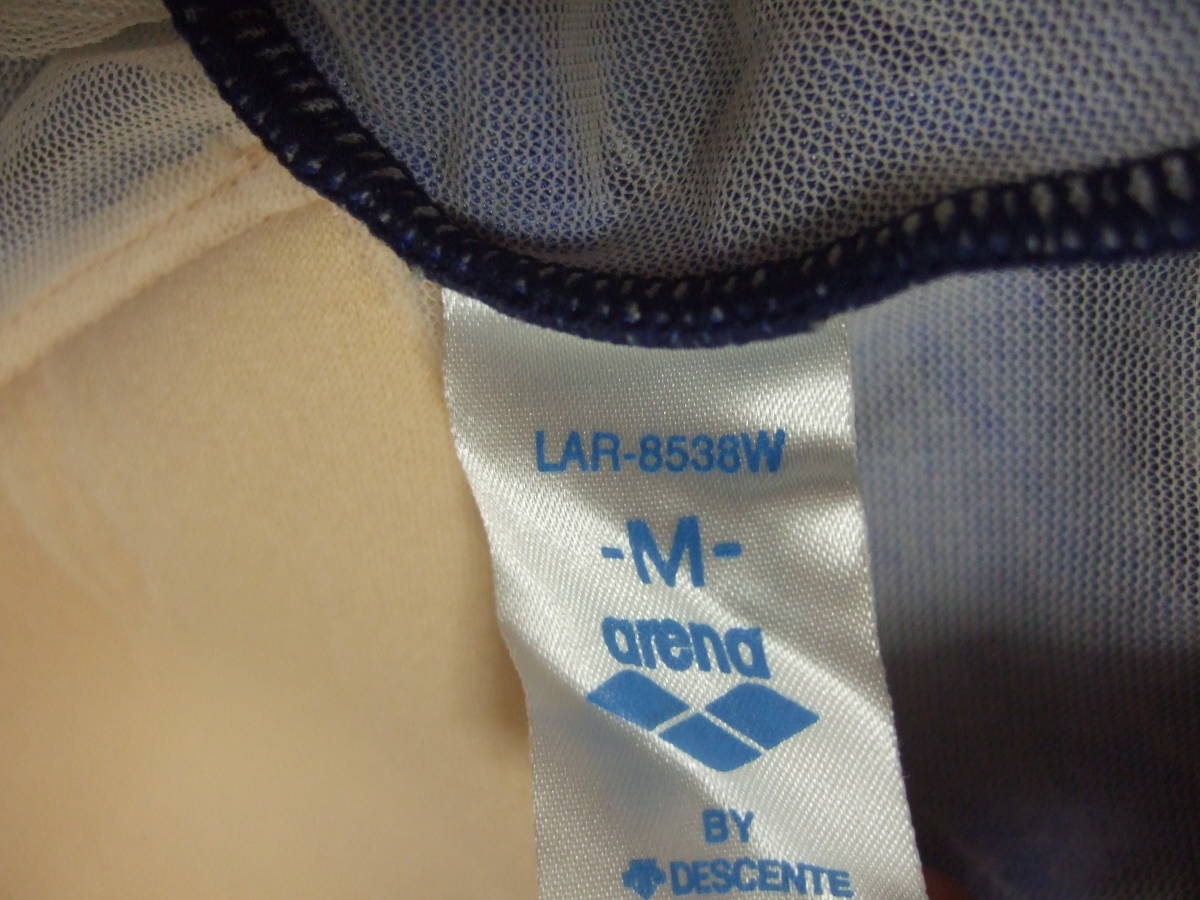 LAR-8538W
-M-
arena
BY
DESCENTE